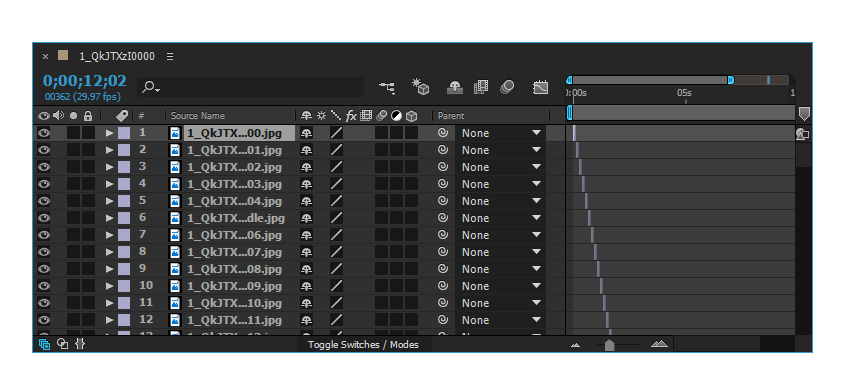 1_QkJTXzI0000
0;00;12;02
00362 (29.97 fps)
0:00s 05s 1
# Source Name fx Parent
1 1_QkJTX...00.jpg None
2 1_QkJTX...01.jpg None
3 1_QkJTX...02.jpg None
4 1_QkJTX...03.jpg None
5 1_QkJTX...04.jpg None
6 1_QkJTX...dle.jpg None
8 1_QkJTX...06.jpg None
8 1_QkJTX...07.jpg None
9 1_QkJTX...08.jpg None
10 1_QkJTX...09.jpg None
11 1_QkJTX...10.jpg None
12 1_QkJTX...11.jpg None
Toggle Switches / Modes